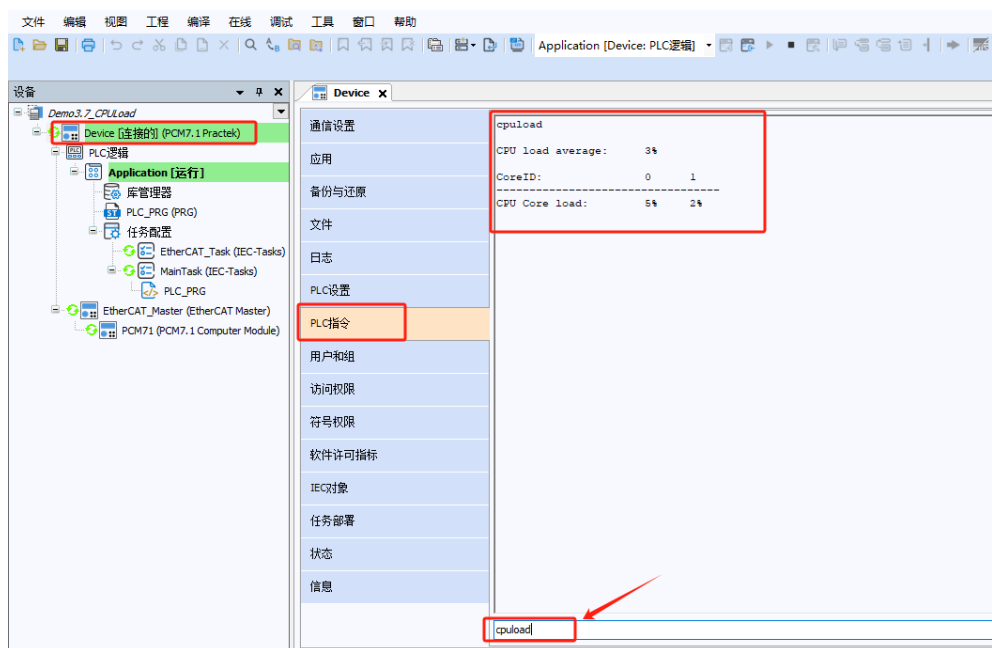 文件 编辑 视图 工程 编译 在线 调试 工具 窗口 帮助
Application [Device: PLC逻辑]
设备
Demo3.7_CPULoad
Device [连接的] (PCM7.1 Practek)
PLC逻辑
Application [运行]
库管理器
PLC_PRG (PRG)
任务配置
EtherCAT_Task (IEC-Tasks)
MainTask (IEC-Tasks)
PLC_PRG
EtherCAT_Master (EtherCAT Master)
PCM71 (PCM7.1 Computer Module)
Device
通信设置
应用
备份与还原
文件
日志
PLC设置
PLC指令
用户和组
访问权限
符号权限
软件许可指标
IEC对象
任务部署
状态
信息
cpuload
CPU load average: 3%
CoreID: 0 1
----------------------------------------
CPU Core load: 5% 2%
cpuload